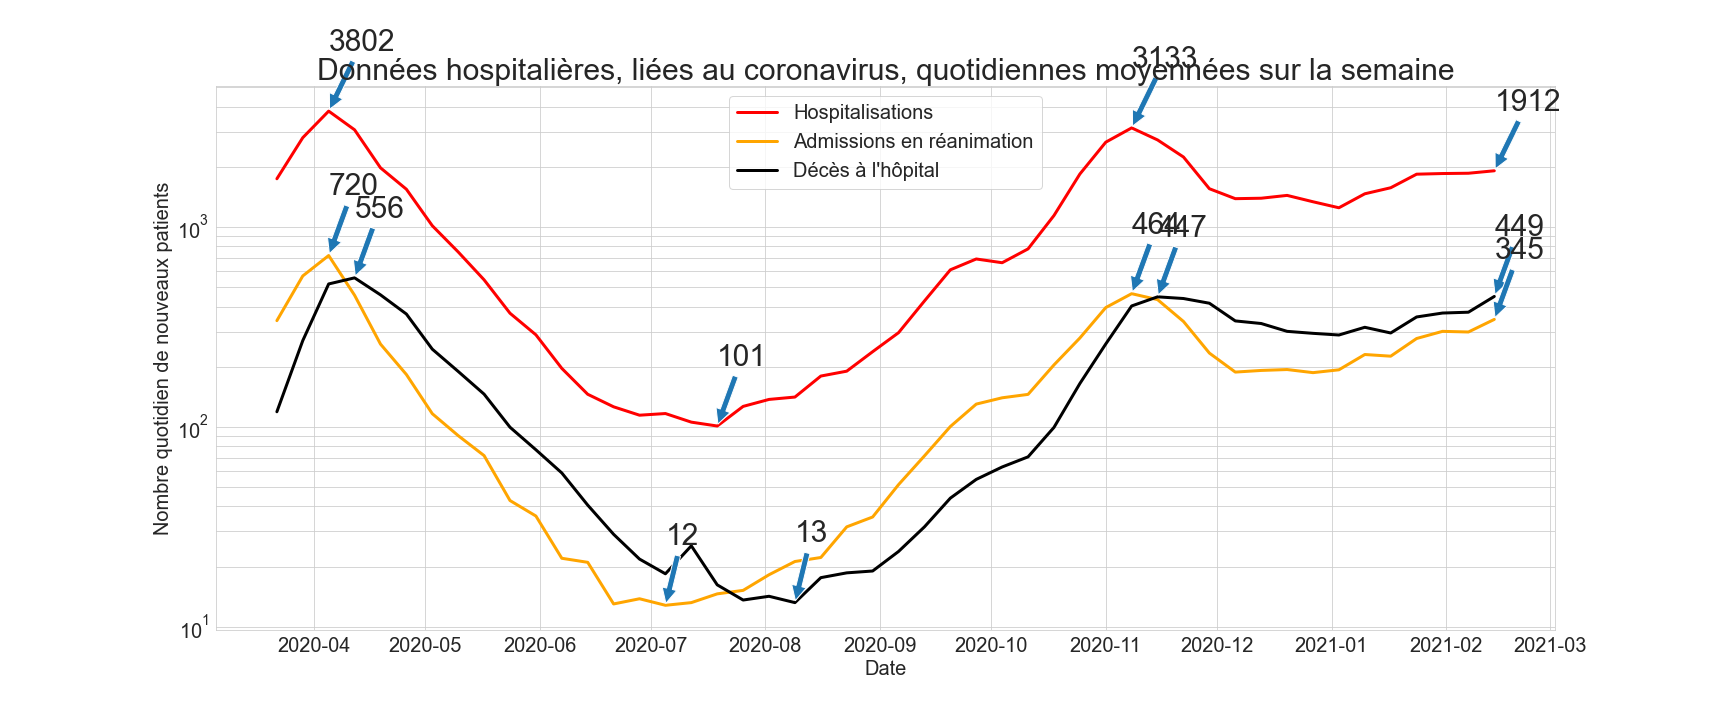 3802
3133
Données hospitalières, liées au coronavirus, quotidiennes moyennées sur la semaine
1912
Hospitalisations
Admissions en réanimation
Décès à l'hôpital
720
556
464
447
449
345
101
12
13
Nombre quotidien de nouveaux patients
10³
10²
10¹
2020-04 2020-05 2020-06 2020-07 2020-08 2020-09 2020-10 2020-11 2020-12 2021-01 2021-02 2021-03
Date